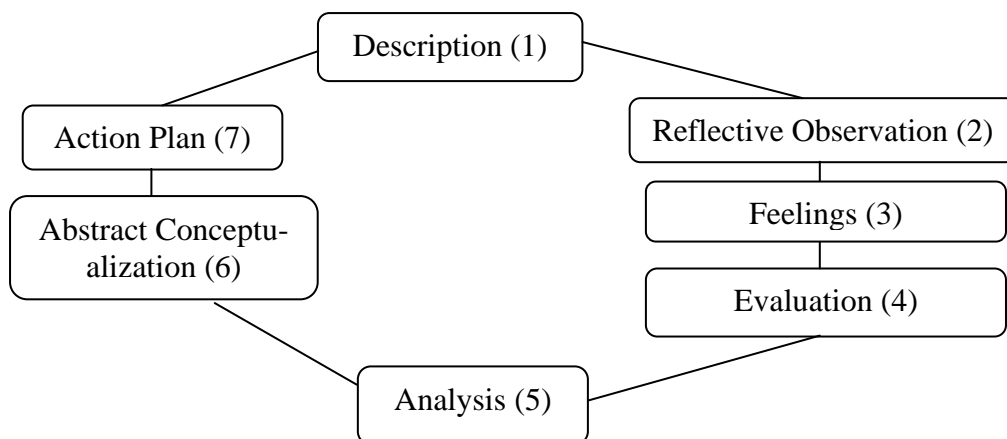 Description (1)
Action Plan (7)
Reflective Observation (2)
Feelings (3)
Abstract Conceptu-
alization (6)
Evaluation (4)
Analysis (5)